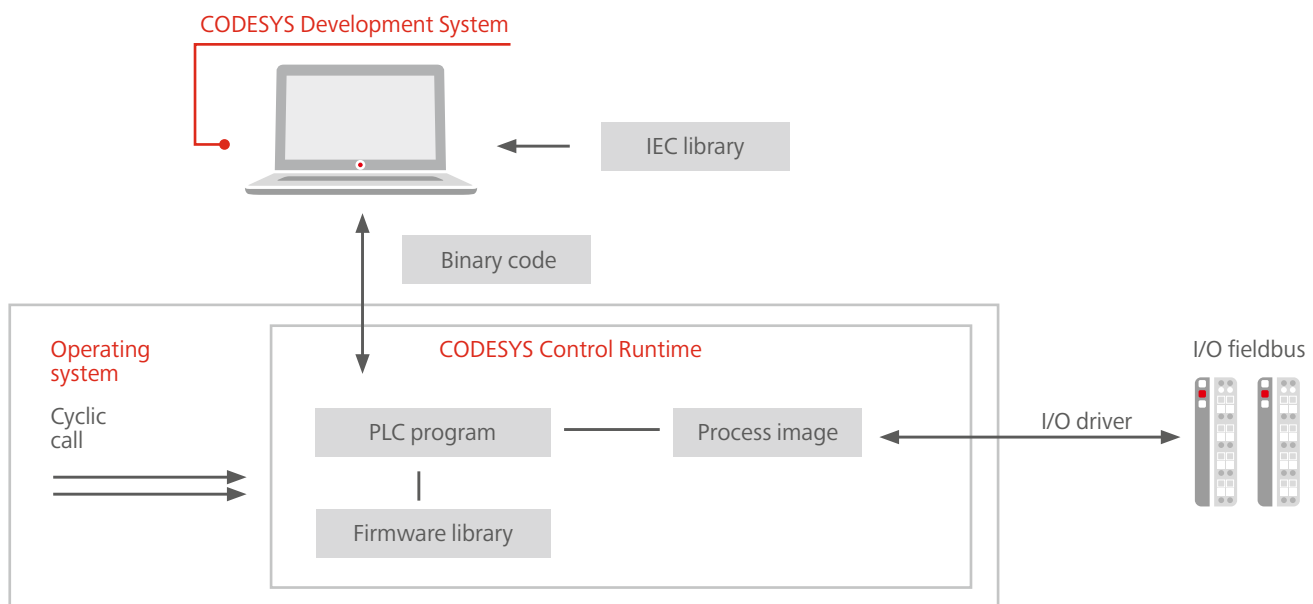 CODESYS Development System
IEC library
Binary code
Operating
system
Cyclic
call
CODESYS Control Runtime
PLC program
Process image
Firmware library
I/O driver
I/O fieldbus